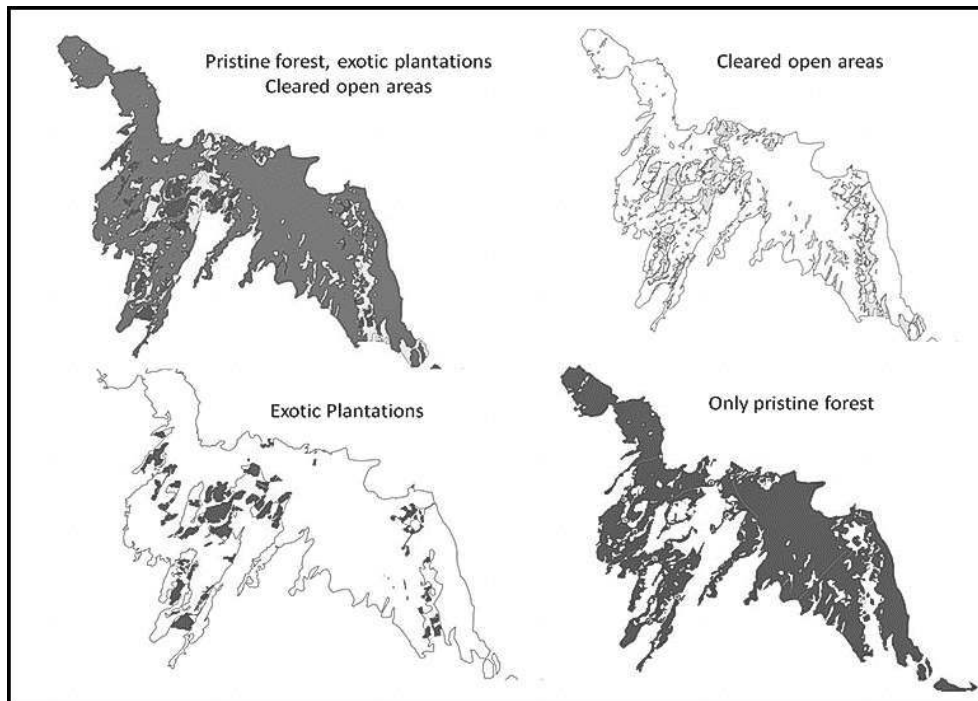 Pristine forest, exotic plantations
Cleared open areas
Cleared open areas
Exotic Plantations
Only pristine forest